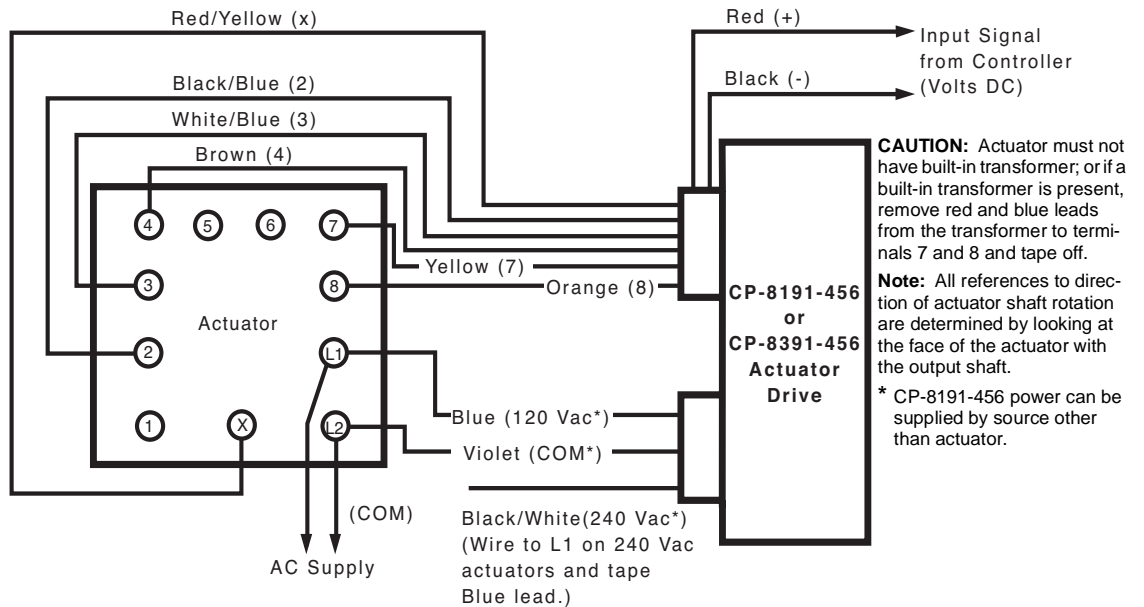 Red/Yellow (x)
Black/Blue (2)
White/Blue (3)
Brown (4)
Red (+)
Input Signal
from Controller
(Volts DC)
Black (-)
4
5
6
7
3
8
Actuator
2
L1
1
X
L2
Yellow (7)
Orange (8)
Blue (120 Vac*)
Violet (COM*)
Black/White(240 Vac*)
(Wire to L1 on 240 Vac
actuators and tape
Blue lead.)
(COM)
AC Supply
CP-8191-456
or
CP-8391-456
Actuator
Drive
CAUTION: Actuator must not
have built-in transformer; or if a
built-in transformer is present,
remove red and blue leads
from the transformer to termi-
nals 7 and 8 and tape off.
Note: All references to direc-
tion of actuator shaft rotation
are determined by looking at
the face of the actuator with
the output shaft.
* CP-8191-456 power can be
supplied by source other
than actuator.